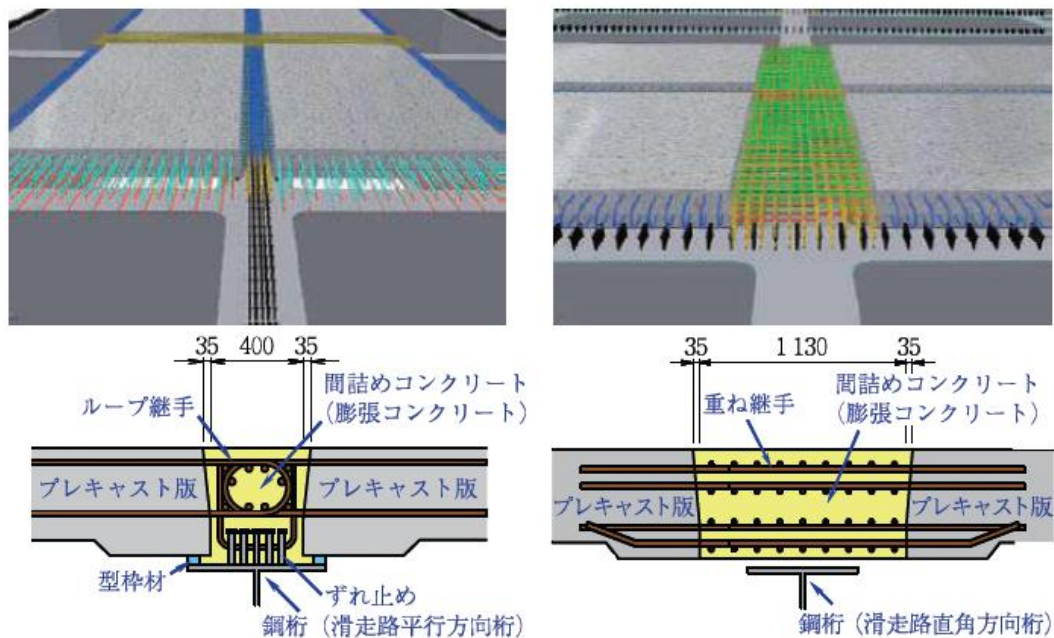 35 400 35
間詰めコンクリート
(膨張コンクリート)
ループ継手
プレキャスト版
プレキャスト版
型枠材
ずれ止め
鋼桁 (滑走路平行方向桁)
35 1 130 35
間詰めコンクリート
(膨張コンクリート)
重ね継手
プレキャスト版
プレキャスト版
鋼桁 (滑走路直角方向桁)